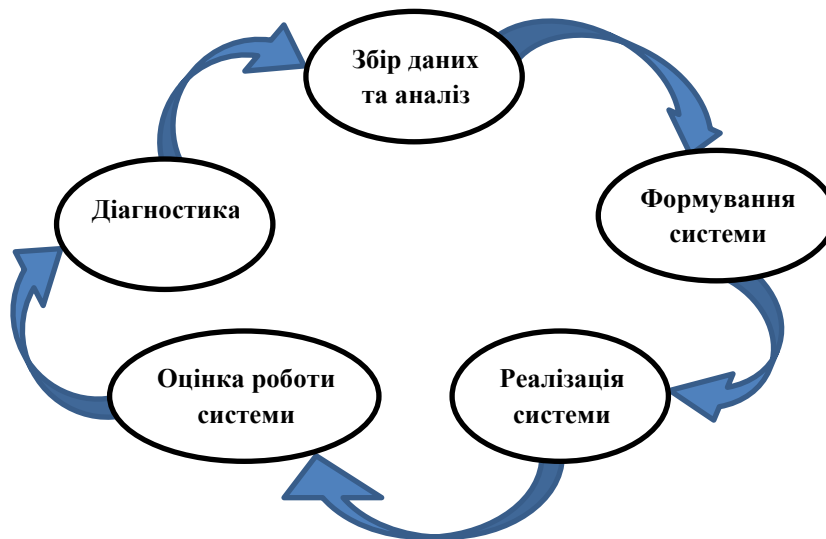 Збір даних
та аналіз
Формування
системи
Реалізація
системи
Оцінка роботи
системи
Діагностика